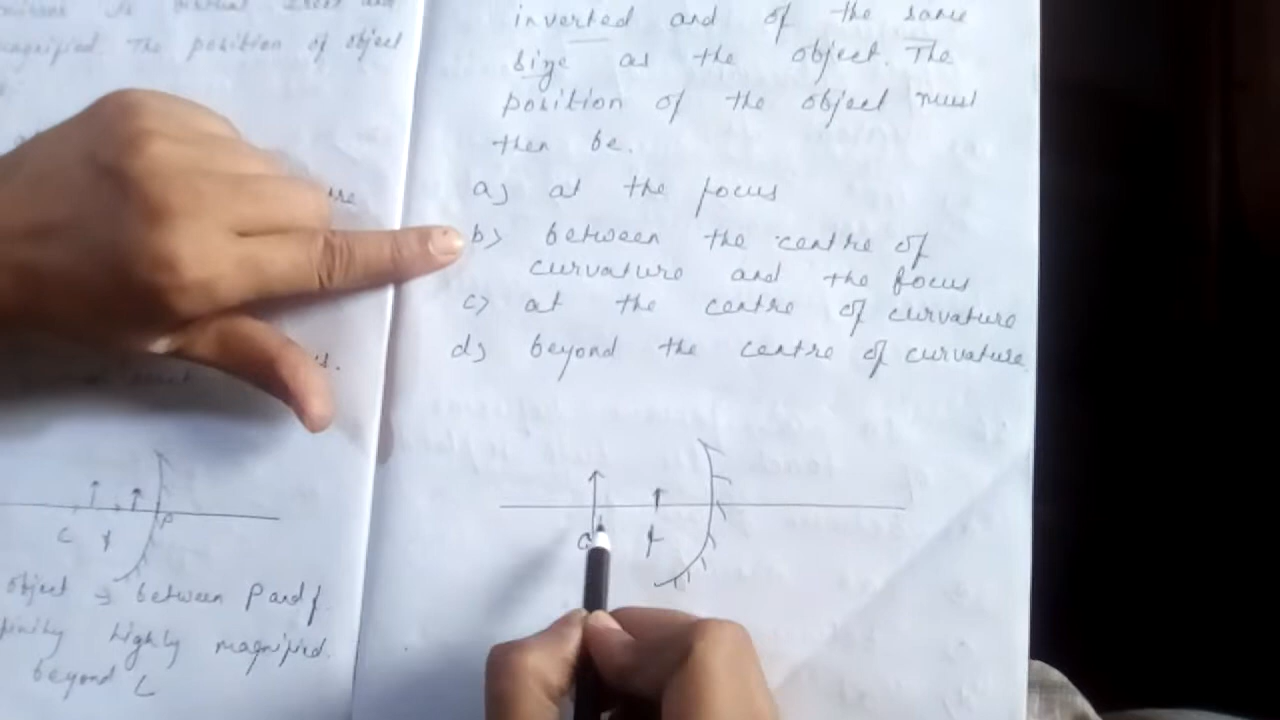 magnified. The position of object
C F P
object → between P and f.
highly magnified.
beyond C
inverted and of the same
size as the object. The
position of the object must
then be.
a) at the focus
b) between the centre of
curvature and the focus
c) at the centre of curvature
d) beyond the centre of curvature
C f